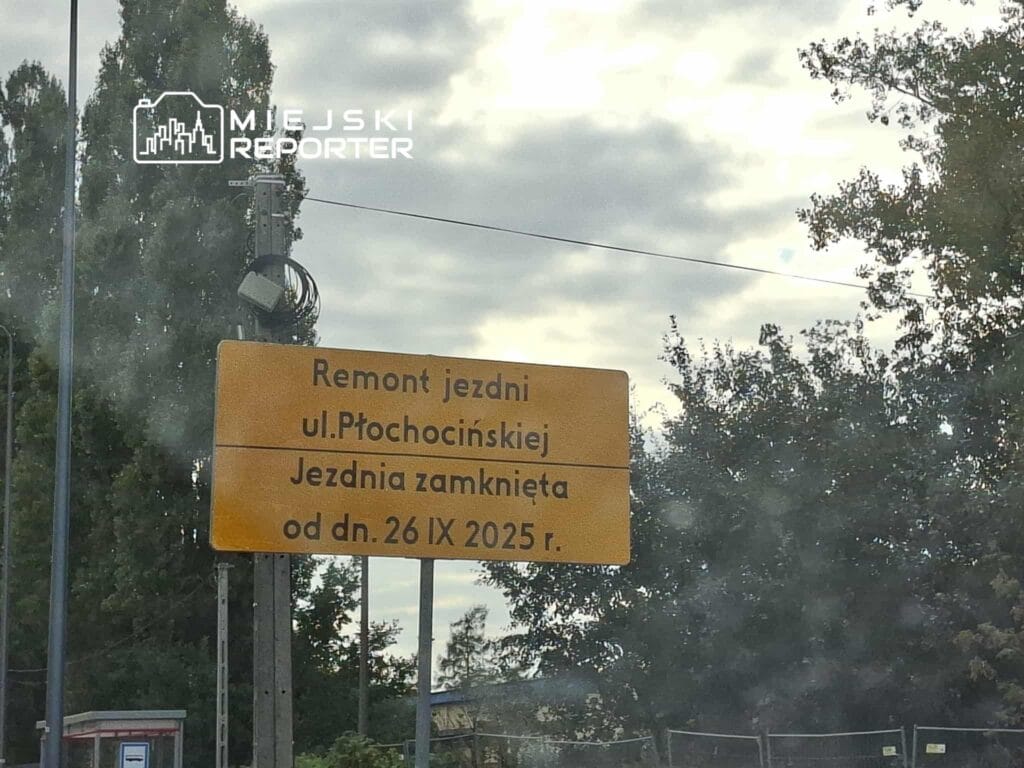 MIEJSKI
REPORTER
Remont jezdni
ul.Płochocińskiej
Jezdnia zamknięta
od dn. 26 IX 2025 r.